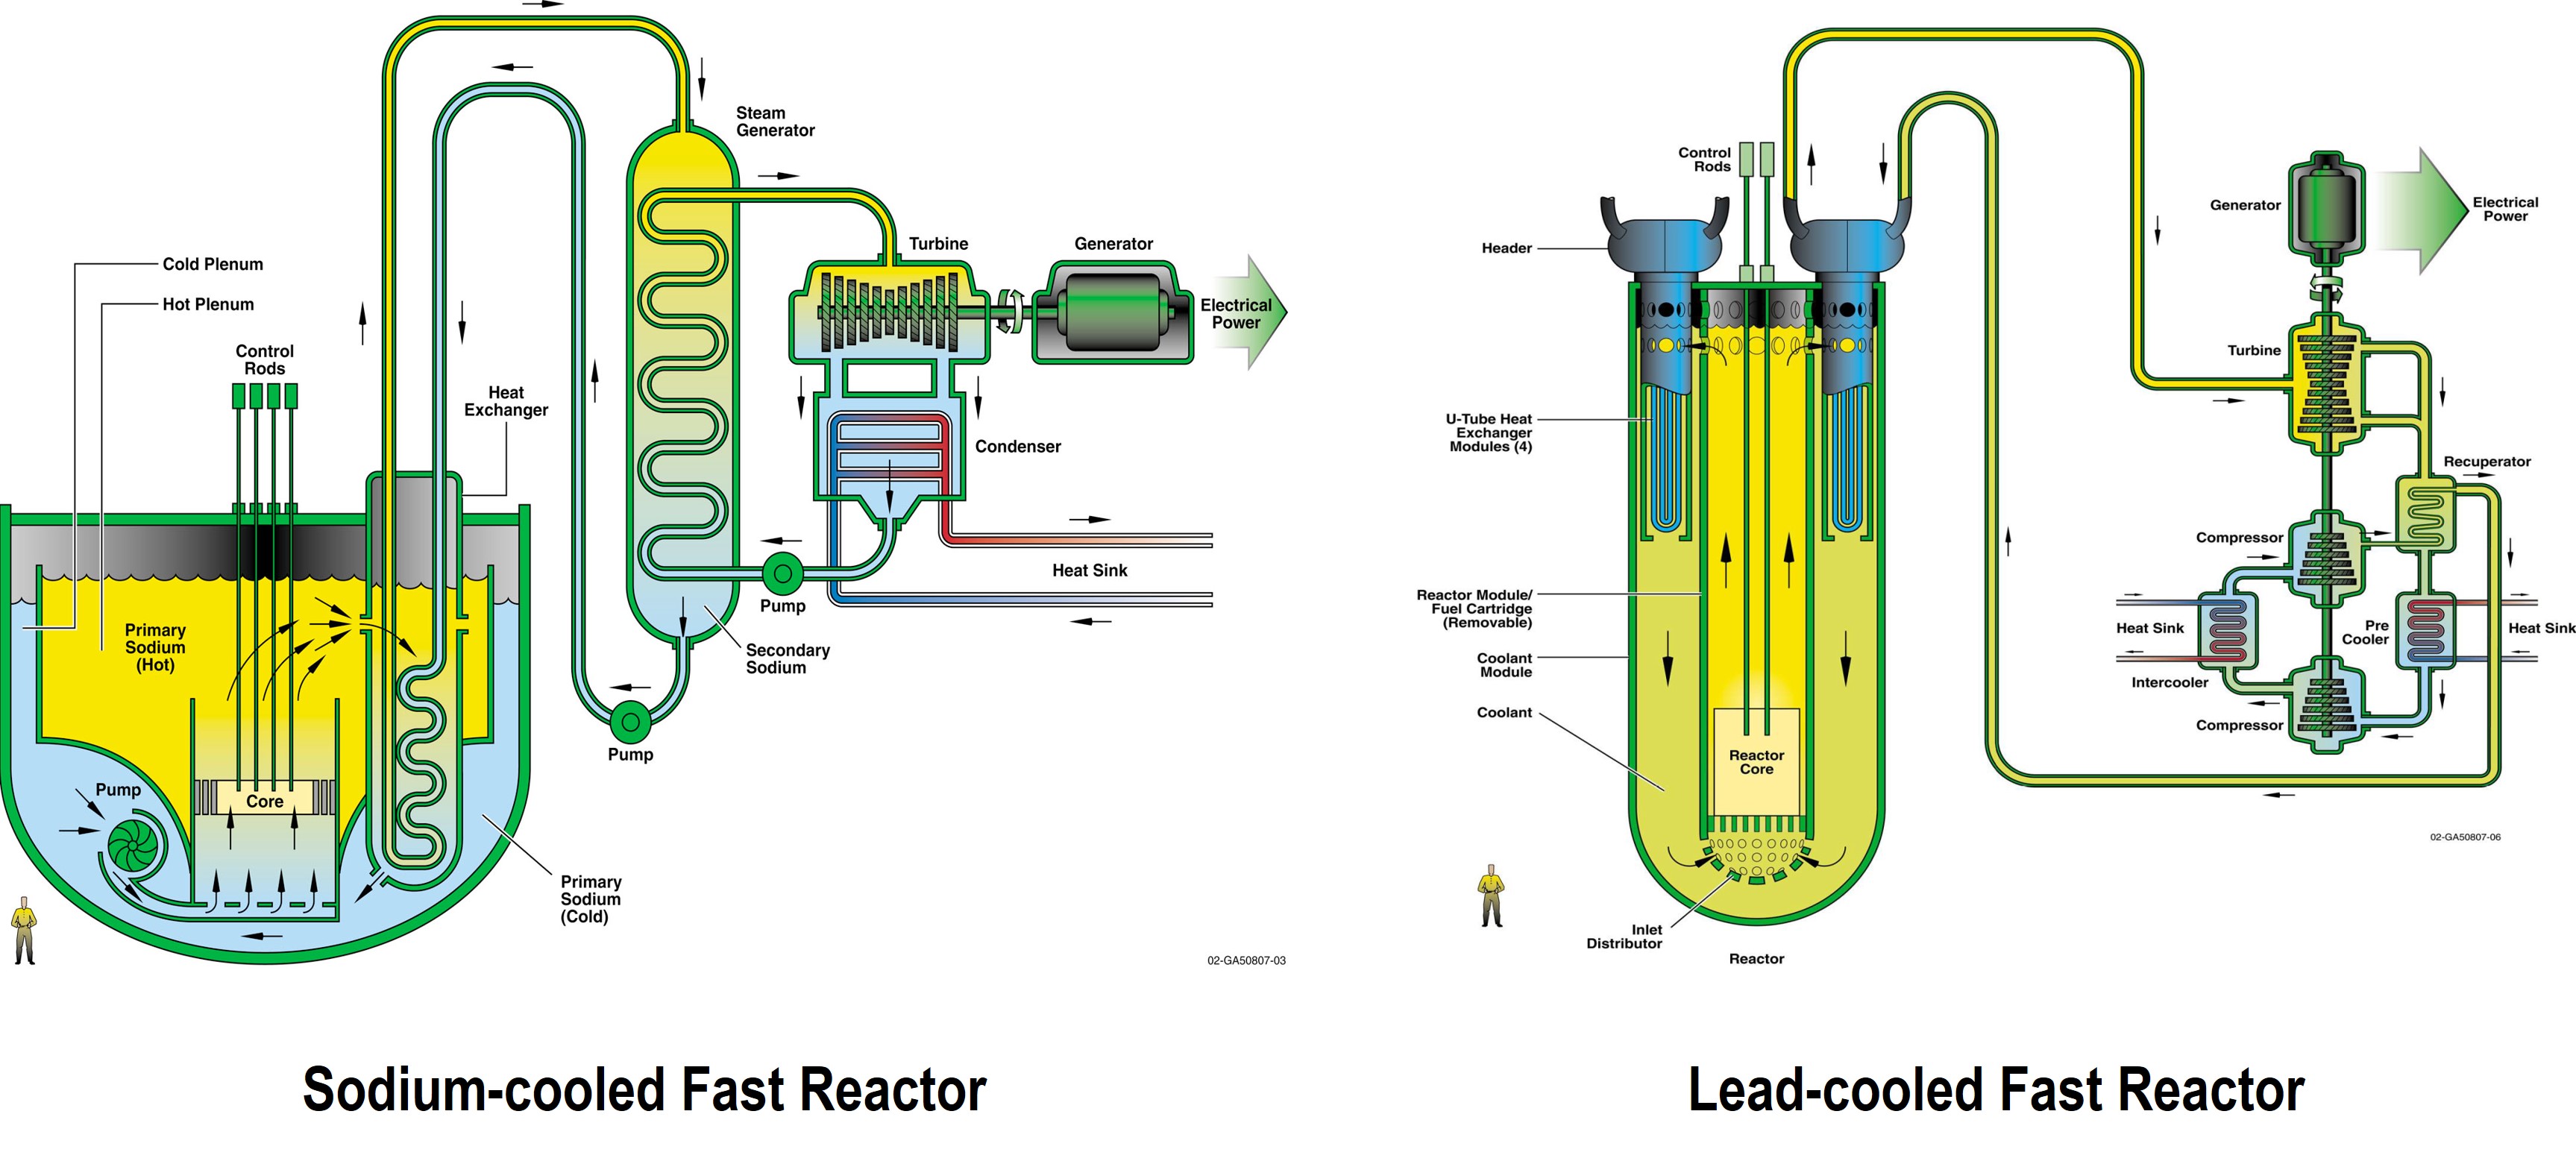 Steam
Generator
Turbine
Generator
Cold Plenum
Hot Plenum
Electrical
Power
Control
Rods
Heat
Exchanger
Condenser
Heat Sink
Pump
Primary
Sodium
(Hot)
Secondary
Sodium
Pump
Pump
Core
Primary
Sodium
(Cold)
02-GA50807-03
Sodium-cooled Fast Reactor
Control
Rods
Generator
Electrical
Power
Header
Turbine
U-Tube Heat
Exchanger
Modules (4)
Recuperator
Compressor
Reactor Module/
Fuel Cartridge
(Removable)
Heat Sink
Pre
Cooler
Heat Sink
Coolant
Module
Intercooler
Coolant
Compressor
Reactor
Core
02-GA50807-06
Inlet
Distributor
Reactor
Lead-cooled Fast Reactor